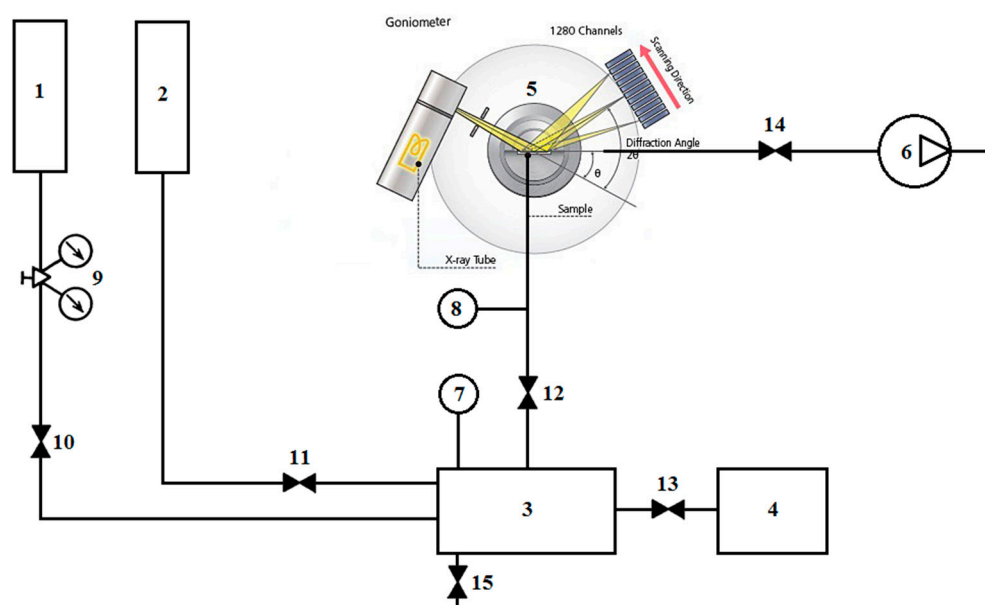 Goniometer
1280 Channels
Scanning Direction
1
2
5
14
6
Diffraction Angle
2θ
θ
Sample
X-ray Tube
9
8
7
12
10
11
13
3
4
15